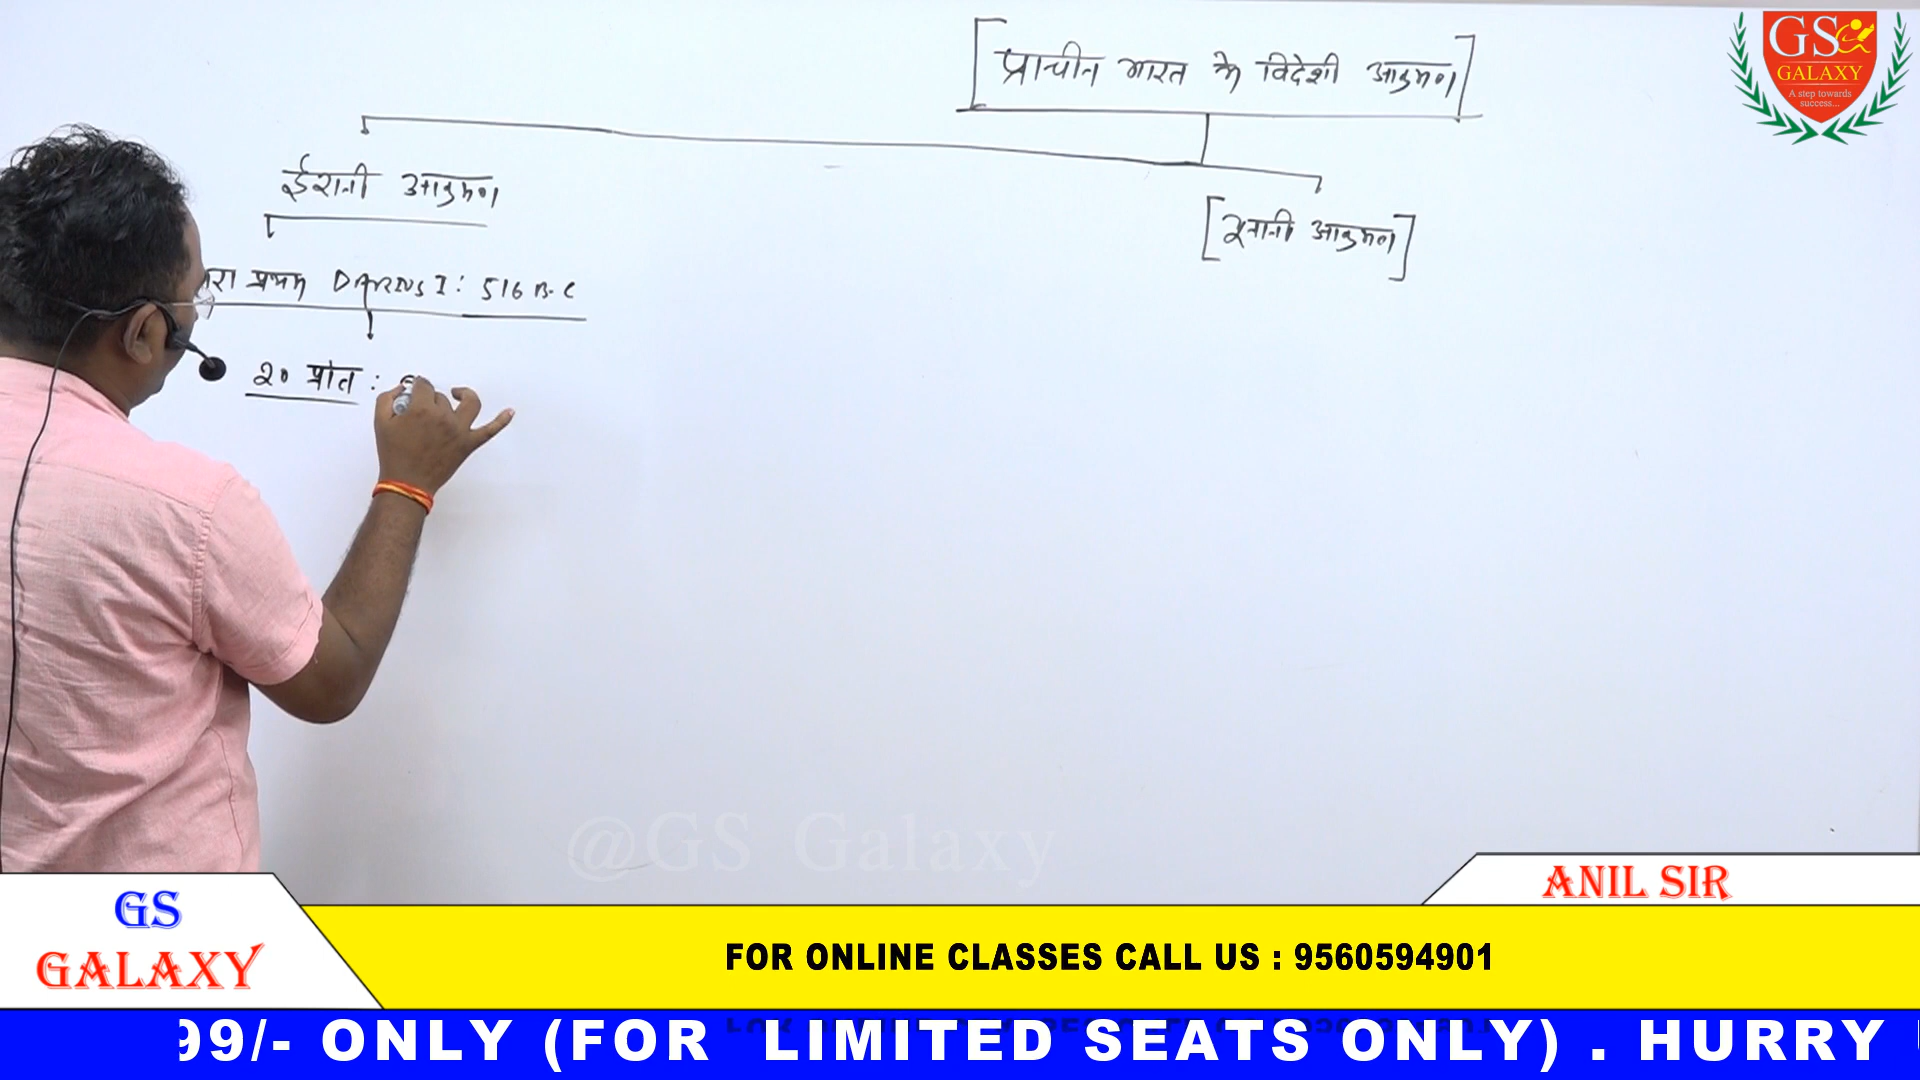 [प्राचीन भारत के विदेशी आक्रमण]
GS
GALAXY
A step towards
success...
ईरानी आक्रमण
[यूनानी आक्रमण]
प्रथम DARIUS I : 516 B.C
20 प्रांत :
@GS Galaxy
ANIL SIR
GS
GALAXY
FOR ONLINE CLASSES CALL US : 9560594901
99/- ONLY (FOR LIMITED SEATS ONLY) . HURRY